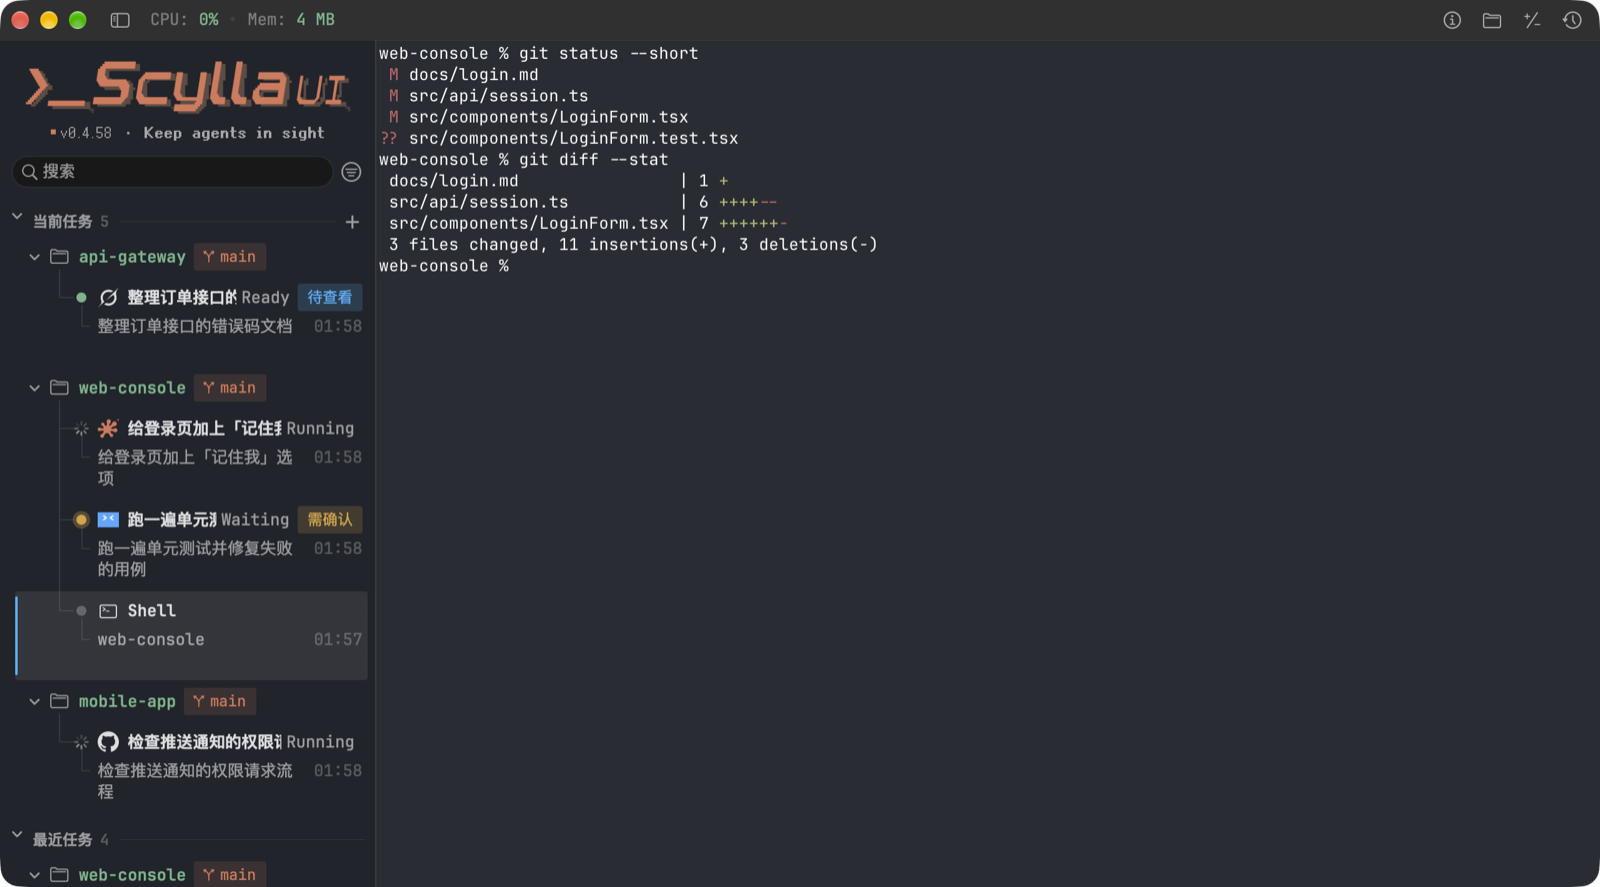 CPU: 0% · Mem: 4 MB
>_ScyllaUI
v0.4.58 · Keep agents in sight
搜索
当前任务 5
api-gateway main
整理订单接口的 Ready 待查看
整理订单接口的错误码文档 01:58
web-console main
给登录页加上「记住 Running
给登录页加上「记住我」选 01:58
项
跑一遍单元 Waiting 需确认
跑一遍单元测试并修复失败 01:58
的用例
Shell
web-console 01:57
mobile-app main
检查推送通知的权限 Running
检查推送通知的权限请求流 01:58
程
最近任务 4
web-console main
web-console % git status --short
M docs/login.md
M src/api/session.ts
M src/components/LoginForm.tsx
?? src/components/LoginForm.test.tsx
web-console % git diff --stat
docs/login.md | 1 +
src/api/session.ts | 6 ++++--
src/components/LoginForm.tsx | 7 ++++++-
3 files changed, 11 insertions(+), 3 deletions(-)
web-console %